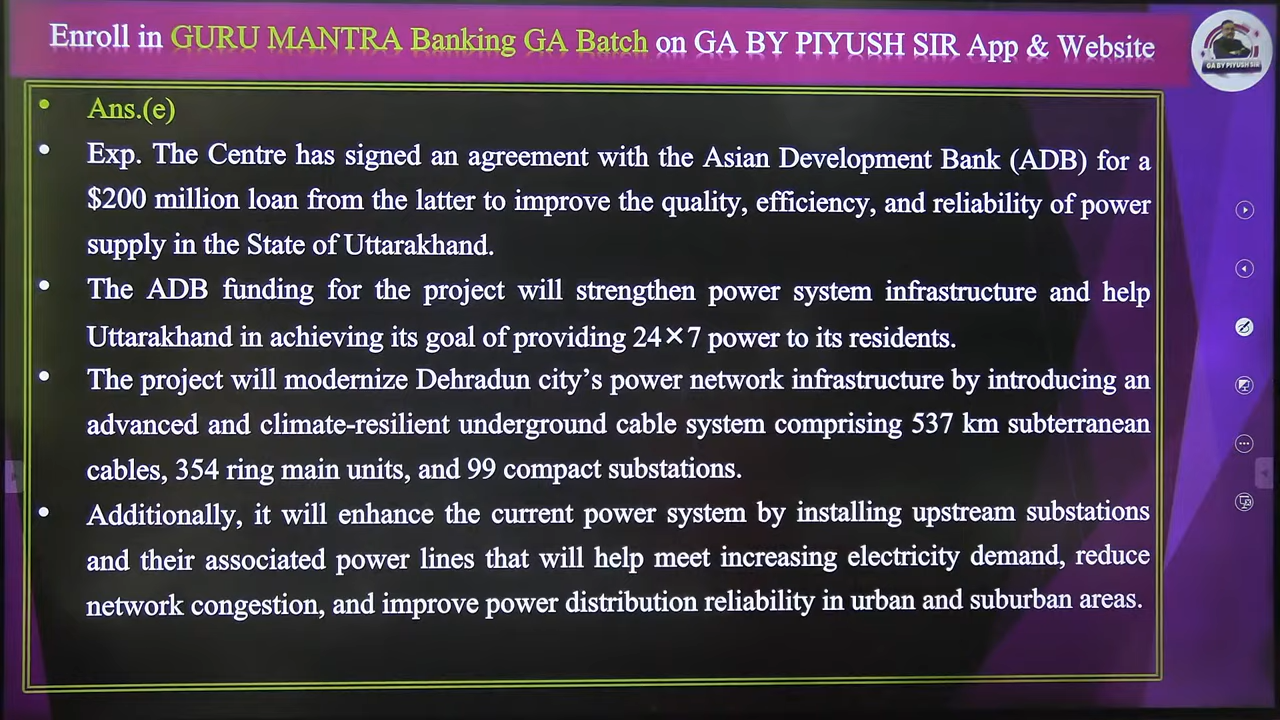 Enroll in GURU MANTRA Banking GA Batch on GA BY PIYUSH SIR App & Website
GA BY PIYUSH SIR
• Ans.(e)
• Exp. The Centre has signed an agreement with the Asian Development Bank (ADB) for a
$200 million loan from the latter to improve the quality, efficiency, and reliability of power
supply in the State of Uttarakhand.
• The ADB funding for the project will strengthen power system infrastructure and help
Uttarakhand in achieving its goal of providing 24×7 power to its residents.
• The project will modernize Dehradun city’s power network infrastructure by introducing an
advanced and climate-resilient underground cable system comprising 537 km subterranean
cables, 354 ring main units, and 99 compact substations.
• Additionally, it will enhance the current power system by installing upstream substations
and their associated power lines that will help meet increasing electricity demand, reduce
network congestion, and improve power distribution reliability in urban and suburban areas.